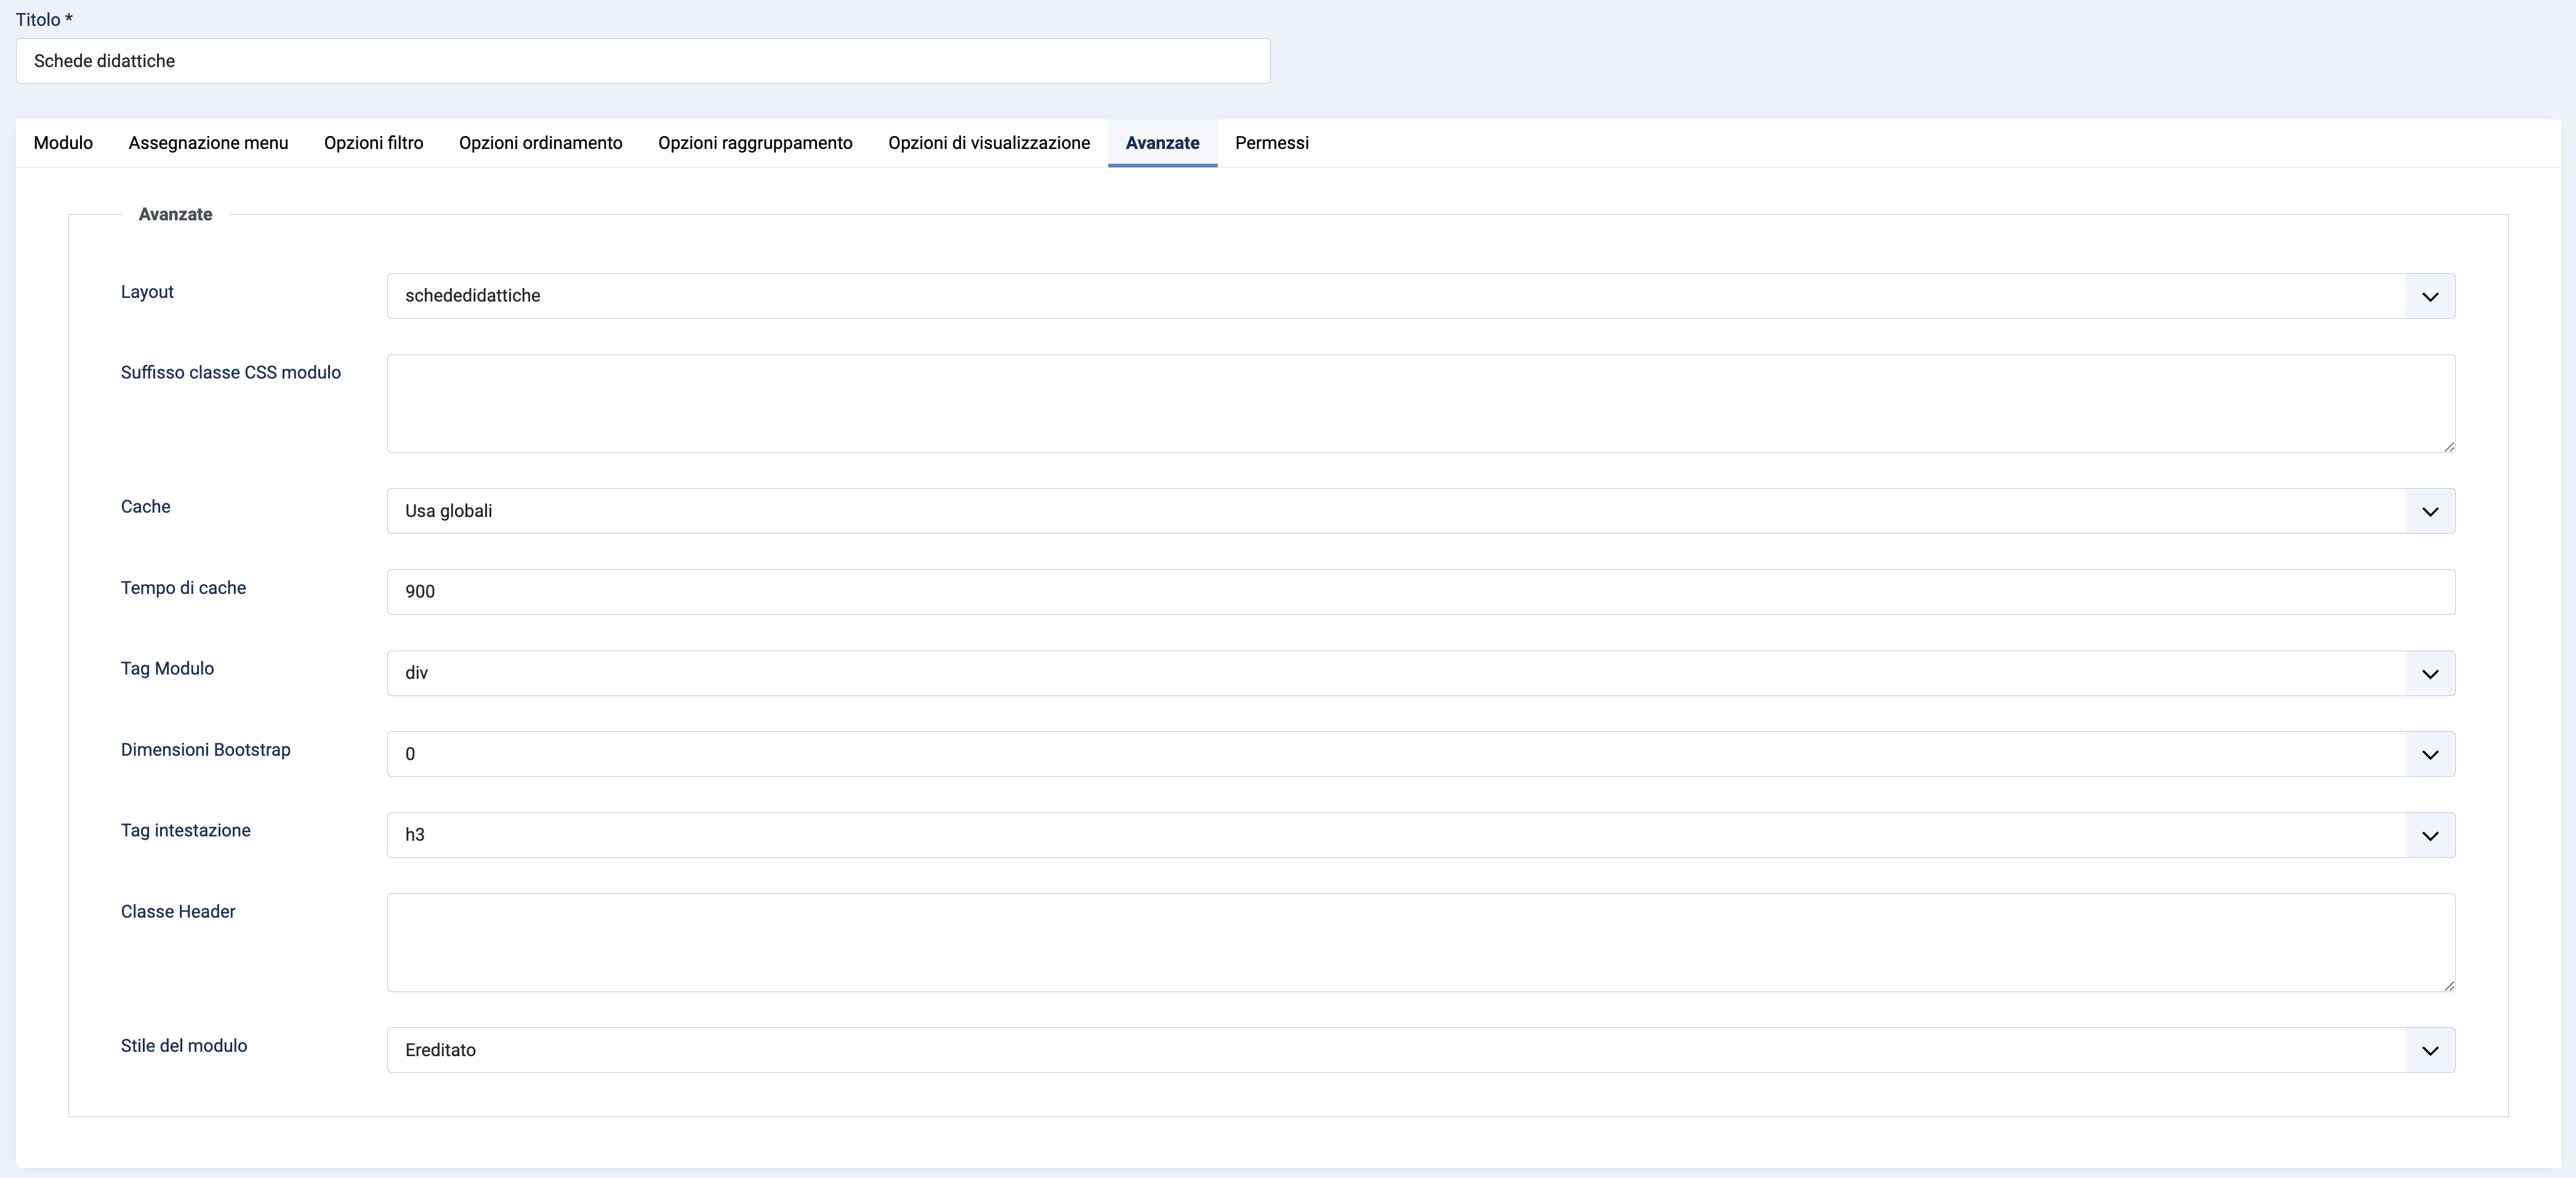 Titolo *
Schede didattiche
Modulo Assegnazione menu Opzioni filtro Opzioni ordinamento Opzioni raggruppamento Opzioni di visualizzazione Avanzate Permessi
Avanzate
Layout schededidattiche
Suffisso classe CSS modulo
Cache Usa globali
Tempo di cache 900
Tag Modulo div
Dimensioni Bootstrap 0
Tag intestazione h3
Classe Header
Stile del modulo Ereditato